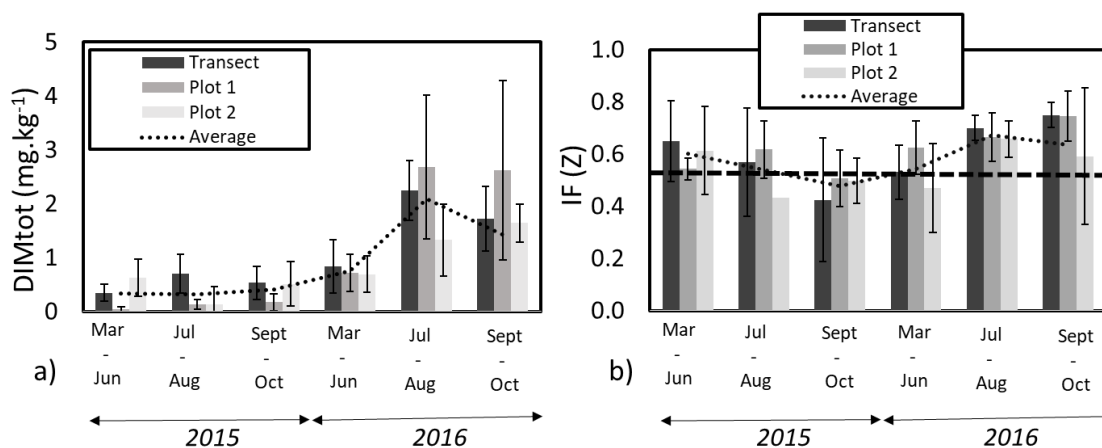 5
4
3
2
1
0
DIMtot (mg.kg⁻¹)
Transect
Plot 1
Plot 2
Average
Mar - Jun
Jul - Aug
Sept - Oct
Mar - Jun
Jul - Aug
Sept - Oct
a)
2015
2016
1.0
0.8
0.6
0.4
0.2
0.0
IF (Z)
Transect
Plot 1
Plot 2
Average
Mar - Jun
Jul - Aug
Sept - Oct
Mar - Jun
Jul - Aug
Sept - Oct
b)
2015
2016